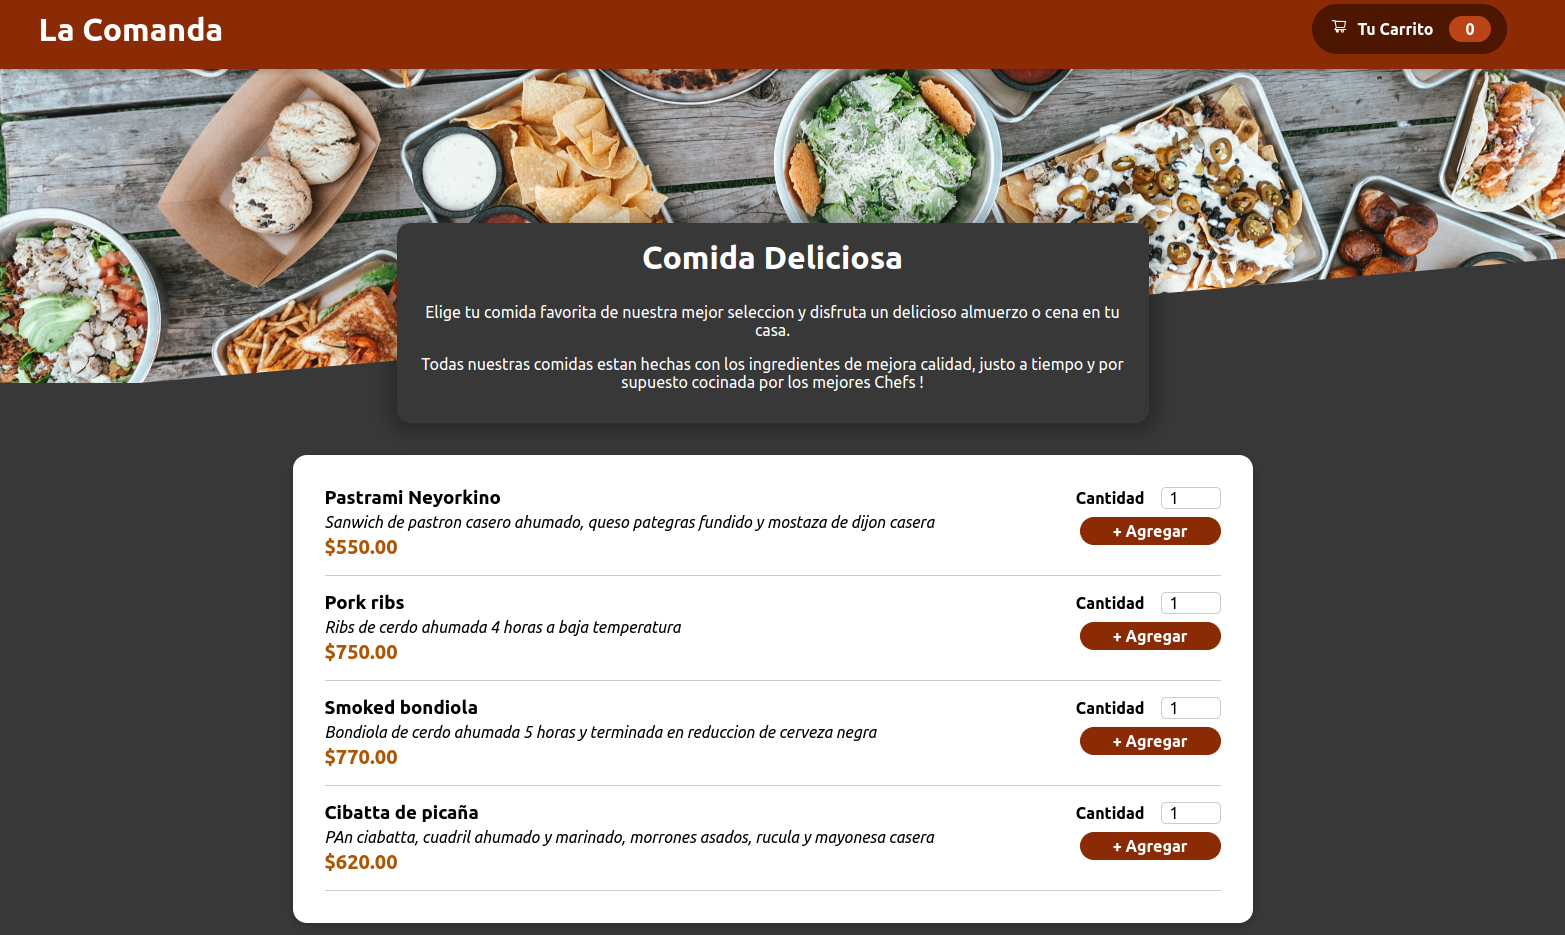 La Comanda
Tu Carrito 0
Comida Deliciosa
Elige tu comida favorita de nuestra mejor seleccion y disfruta un delicioso almuerzo o cena en tu
casa.
Todas nuestras comidas estan hechas con los ingredientes de mejora calidad, justo a tiempo y por
supuesto cocinada por los mejores Chefs !
Pastrami Neyorkino
Cantidad 1
Sanwich de pastron casero ahumado, queso pategras fundido y mostaza de dijon casera
+ Agregar
$550.00
Pork ribs
Cantidad 1
Ribs de cerdo ahumada 4 horas a baja temperatura
+ Agregar
$750.00
Smoked bondiola
Cantidad 1
Bondiola de cerdo ahumada 5 horas y terminada en reduccion de cerveza negra
+ Agregar
$770.00
Cibatta de picaña
Cantidad 1
PAn ciabatta, cuadril ahumado y marinado, morrones asados, rucula y mayonesa casera
+ Agregar
$620.00